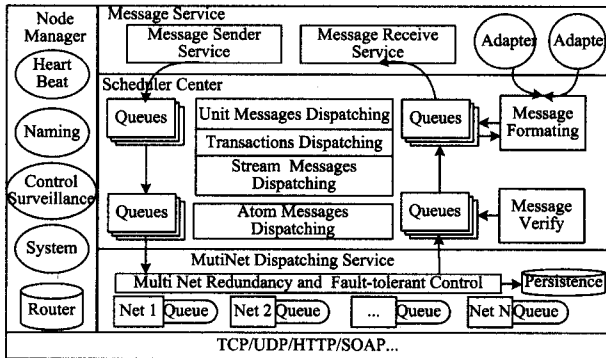 Node
Manager
Heart
Beat
Naming
Control
Surveillance
System
Router
Message Service
Message Sender
Service
Message Receive
Service
Adapter
Adapte
Scheduler Center
Queues
Unit Messages Dispatching
Transactions Dispatching
Stream Messages
Dispatching
Queues
Message
Formating
Queues
Atom Messages
Dispatching
Queues
Message
Verify
MutiNet Dispatching Service
Multi Net Redundancy and Fault-tolerant Control
Persistence
Net 1 Queue
Net 2 Queue
... Queue
Net N Queue
TCP/UDP/HTTP/SOAP...